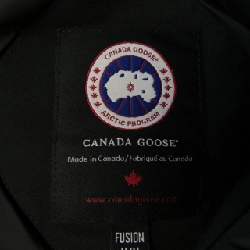 CANADA GOOSE
ARCTIC PROGRAM
CANADA GOOSE®
Made in Canada/Fabriqué au Canada
www.canadagoose.com
FUSION